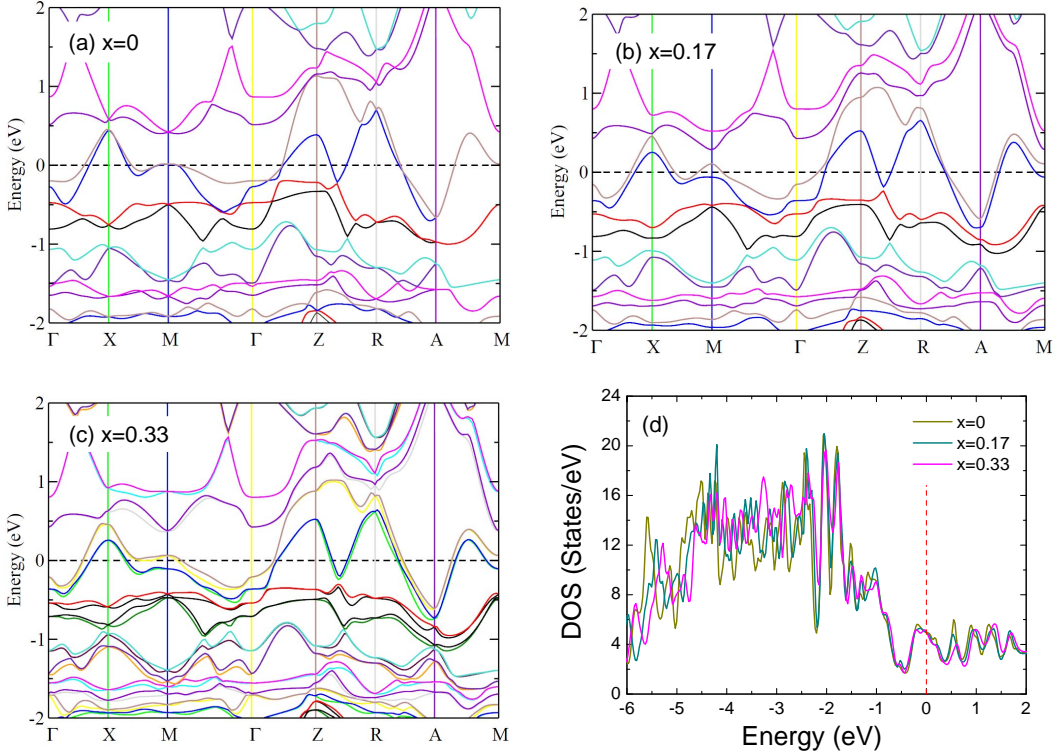 2
(a) x=0
1
0
-1
-2
Energy (eV)
Γ X M Γ Z R A M
2
(b) x=0.17
1
0
-1
-2
Energy (eV)
Γ X M Γ Z R A M
2
(c) x=0.33
1
0
-1
-2
Energy (eV)
Γ X M Γ Z R A M
24
(d)
x=0
x=0.17
x=0.33
20
16
12
8
4
0
DOS (States/eV)
-6 -5 -4 -3 -2 -1 0 1 2
Energy (eV)